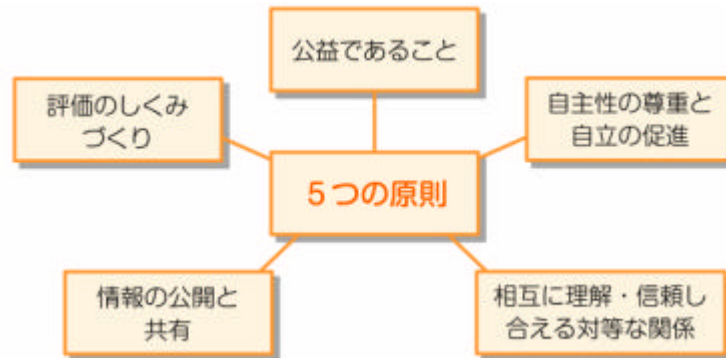 公益であること
評価のしくみ
づくり
自主性の尊重と
自立の促進
５つの原則
情報の公開と
共有
相互に理解・信頼し
合える対等な関係